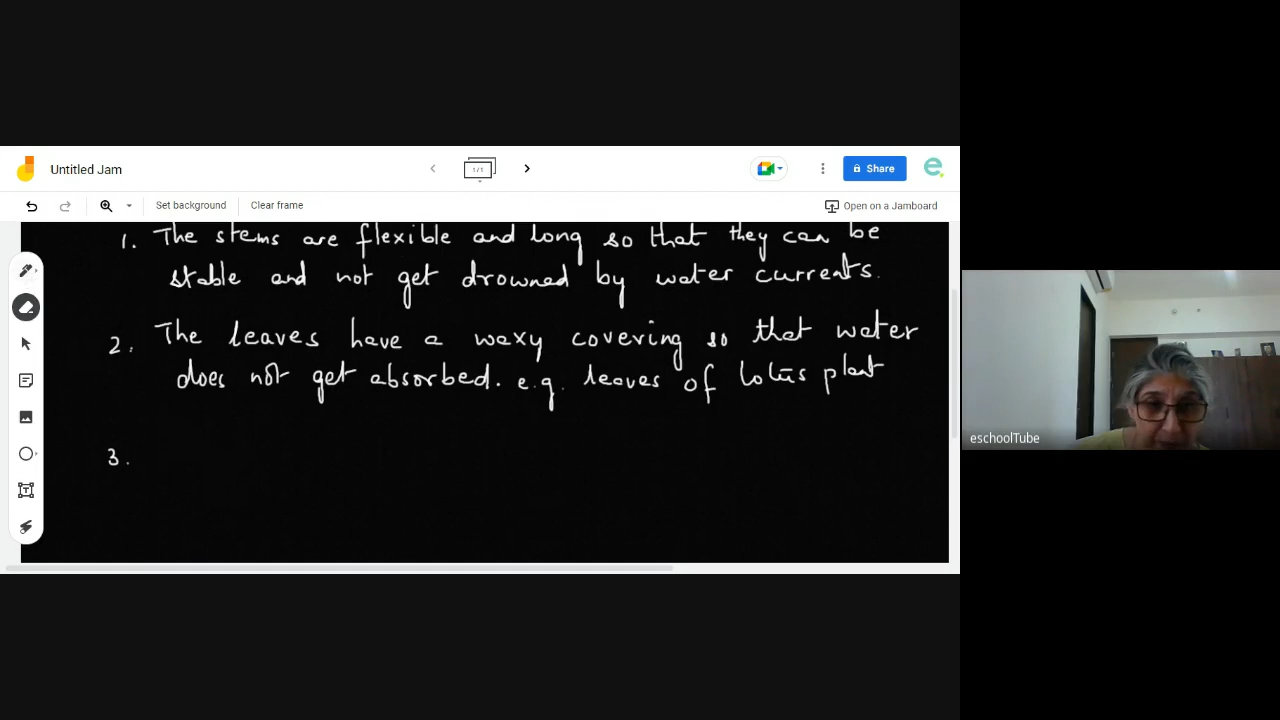 Untitled Jam
1/1
Share
Set background
Clear frame
Open on a Jamboard
1. The stems are flexible and long so that they can be
stable and not get drowned by water currents.
2. The leaves have a waxy covering so that water
does not get absorbed. e.g. leaves of lotus plant
3.
eschoolTube